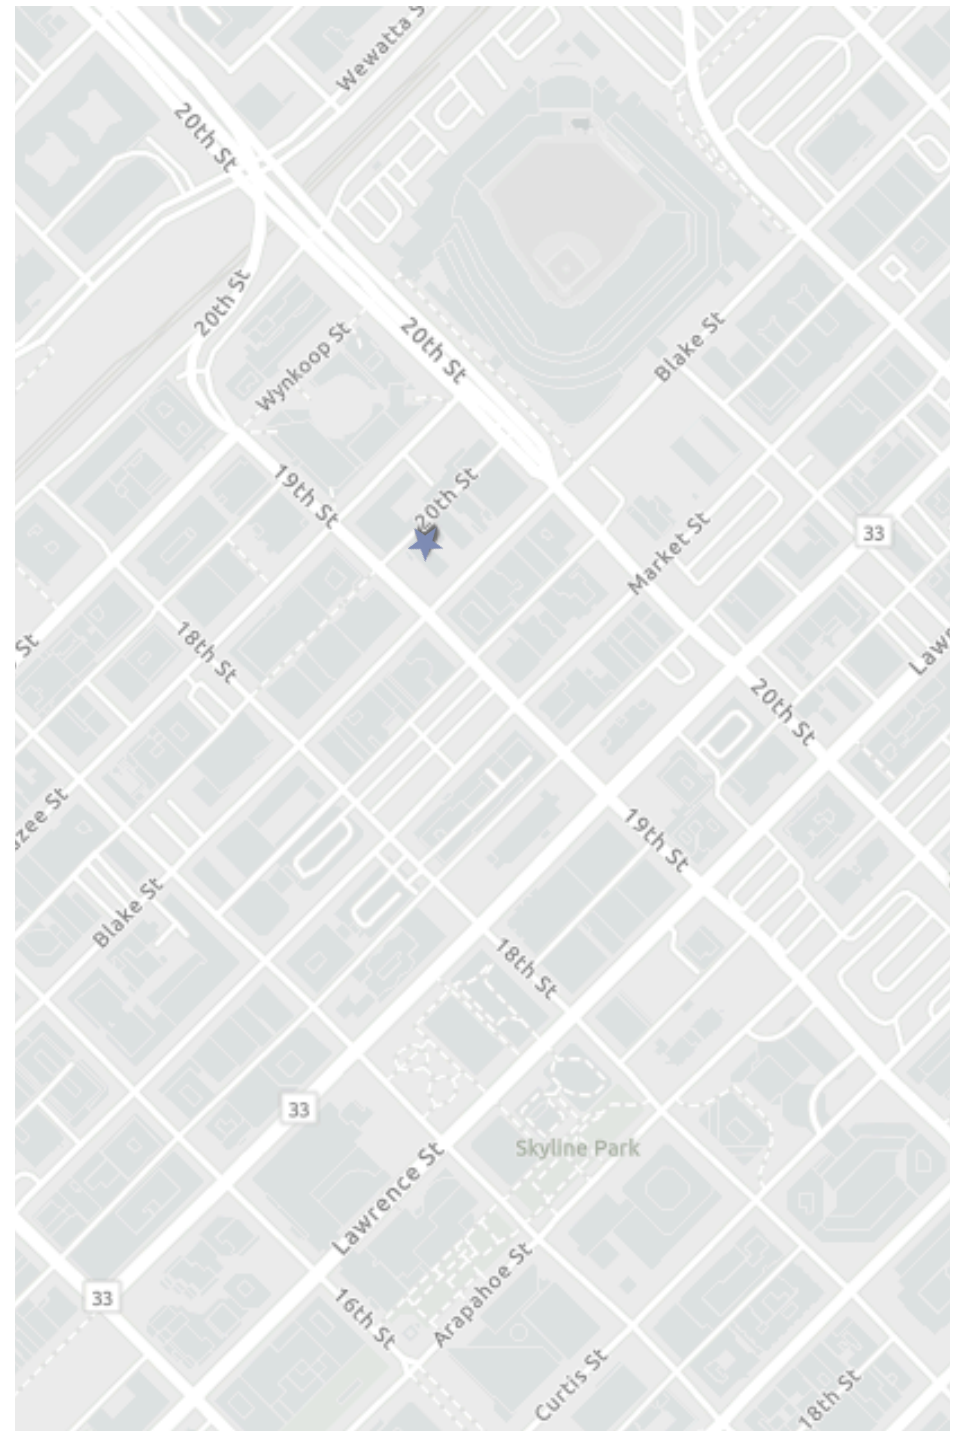 Wewatta S
20th St
20th St
20th St
Wynkoop St
Blake St
20th St
19th St
33
Market St
Law
St
18th St
20th St
zee St
19th St
Blake St
18th St
33
Skyline Park
Lawrence St
Arapahoe St
33
16th St
Curtis St
18th St